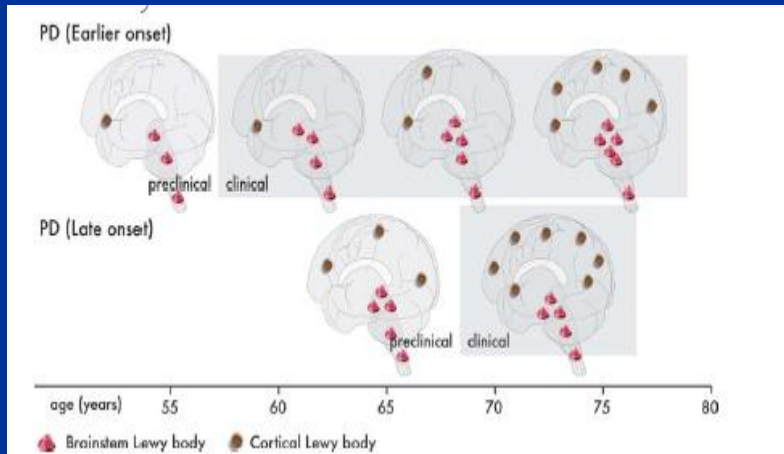 PD (Earlier onset)
preclinical clinical
PD (Late onset)
preclinical clinical
age (years) 55 60 65 70 75 80
Brainstem Lewy body Cortical Lewy body